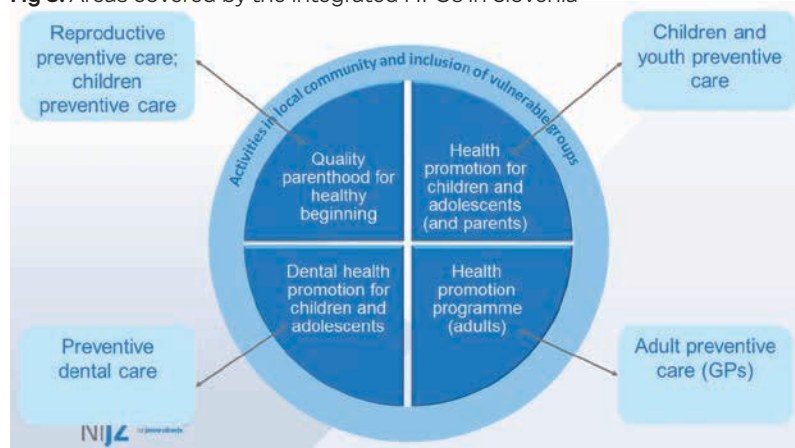 Areas covered by the integrated HPCs in Slovenia
Reproductive
preventive care;
children
preventive care
Children and
youth preventive
care
Activities in local community and inclusion of vulnerable groups
Quality
parenthood for
healthy
beginning
Health
promotion for
children and
adolescents
(and parents)
Dental health
promotion for
children and
adolescents
Health
promotion
programme
(adults)
Preventive
dental care
Adult preventive
care (GPs)
NIJZ